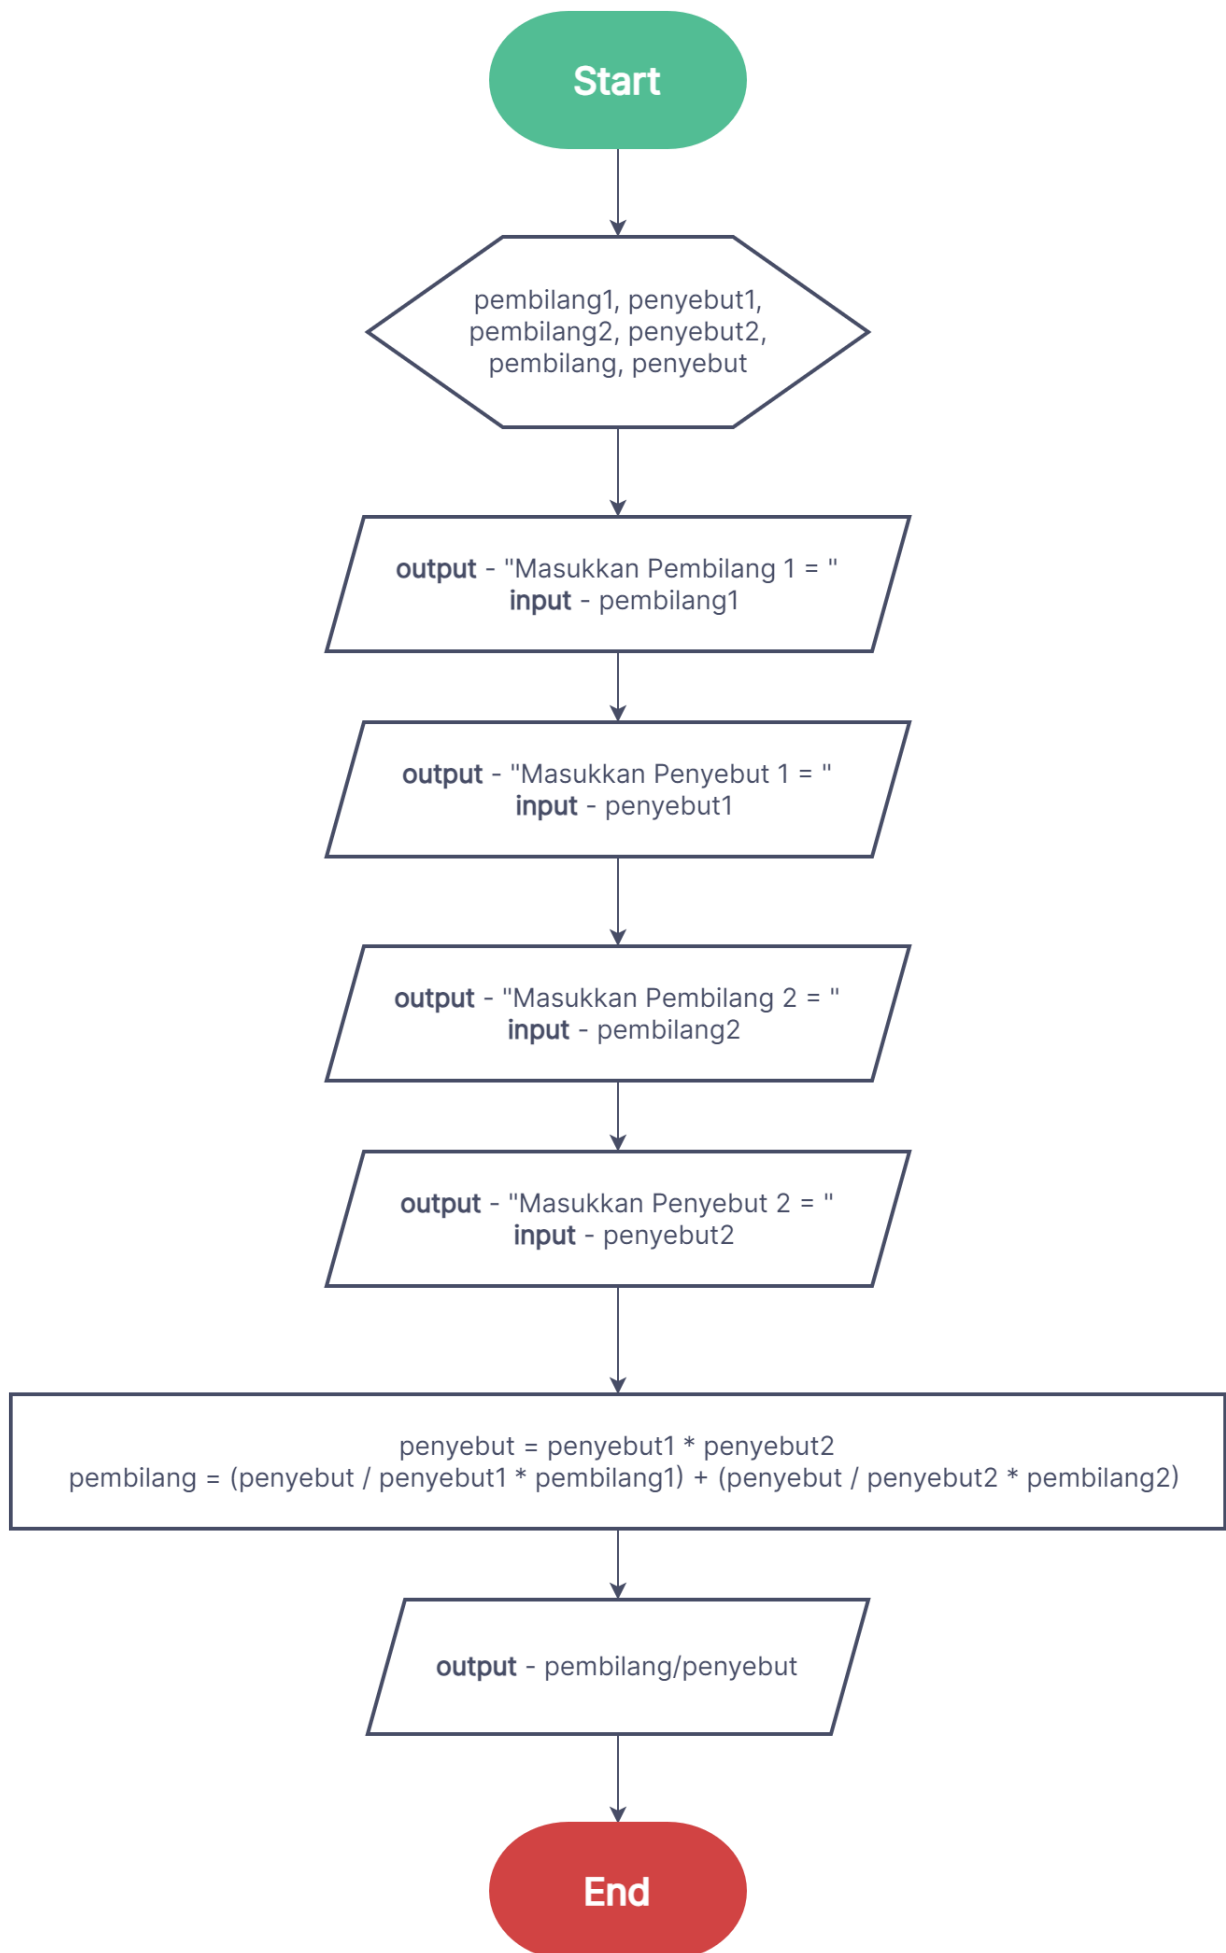 Start
pembilang1, penyebut1,
pembilang2, penyebut2,
pembilang, penyebut
output - "Masukkan Pembilang 1 = "
input - pembilang1
output - "Masukkan Penyebut 1 = "
input - penyebut1
output - "Masukkan Pembilang 2 = "
input - pembilang2
output - "Masukkan Penyebut 2 = "
input - penyebut2
penyebut = penyebut1 * penyebut2
pembilang = (penyebut / penyebut1 * pembilang1) + (penyebut / penyebut2 * pembilang2)
output - pembilang/penyebut
End